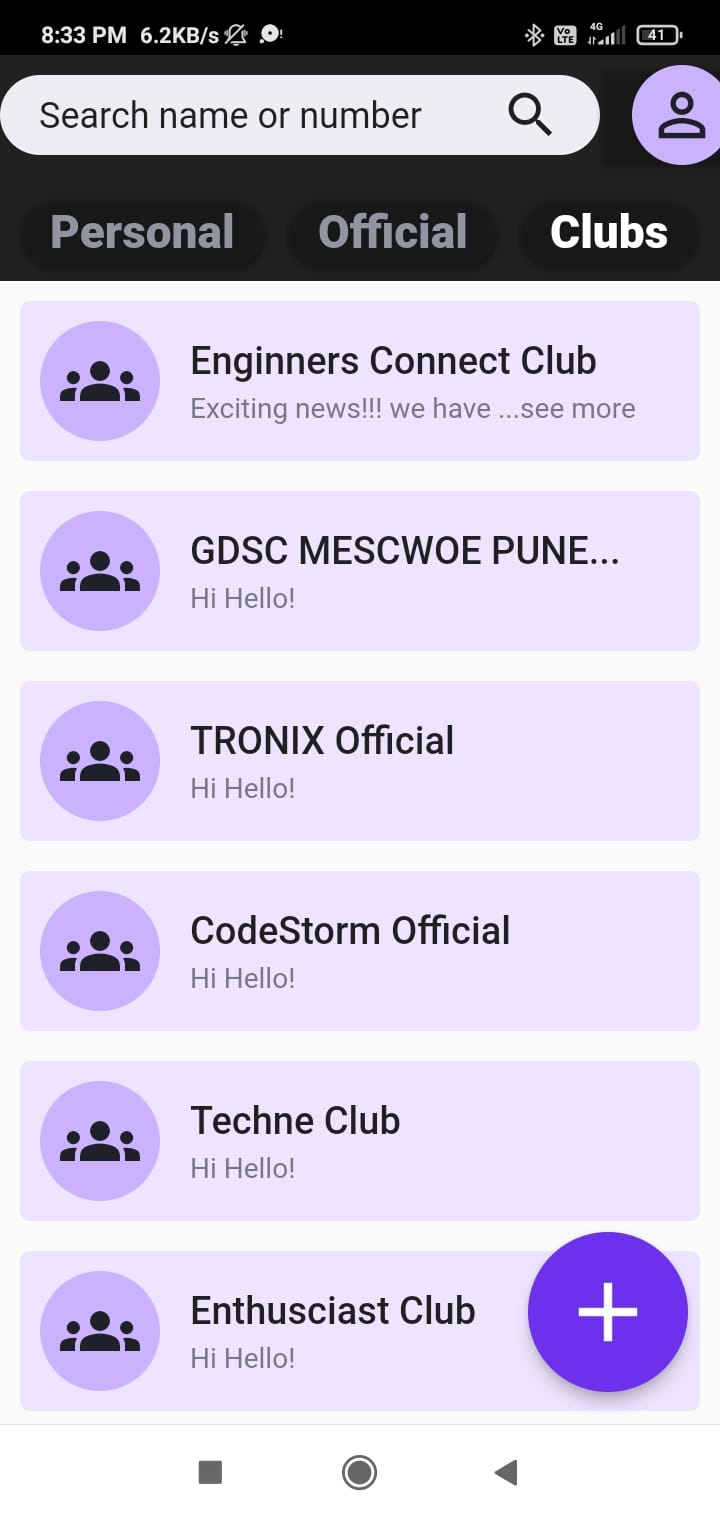 8:33 PM 6.2KB/s Vo LTE 4G 41
Search name or number
Personal Official Clubs
Enginners Connect Club
Exciting news!!! we have ...see more
GDSC MESCWOE PUNE...
Hi Hello!
TRONIX Official
Hi Hello!
CodeStorm Official
Hi Hello!
Techne Club
Hi Hello!
Enthusciast Club
Hi Hello!